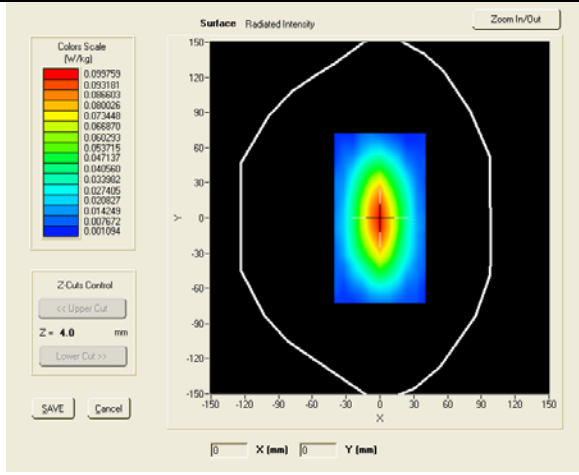 Surface Radiated Intensity
Zoom In/Out
Colors Scale
(W/kg)
0.099759
0.093181
0.086603
0.080026
0.073448
0.066870
0.060293
0.053715
0.047137
0.040560
0.033982
0.027405
0.020827
0.014249
0.007672
0.001094
Z-Cuts Control
<< Upper Cut
Z = 4.0 mm
Lower Cut >>
SAVE Cancel
150
120
90
60
30
0
-30
-60
-90
-120
-150
Y
-150 -120 -90 -60 -30 0 30 60 90 120 150
X
0 X (mm) 0 Y (mm)